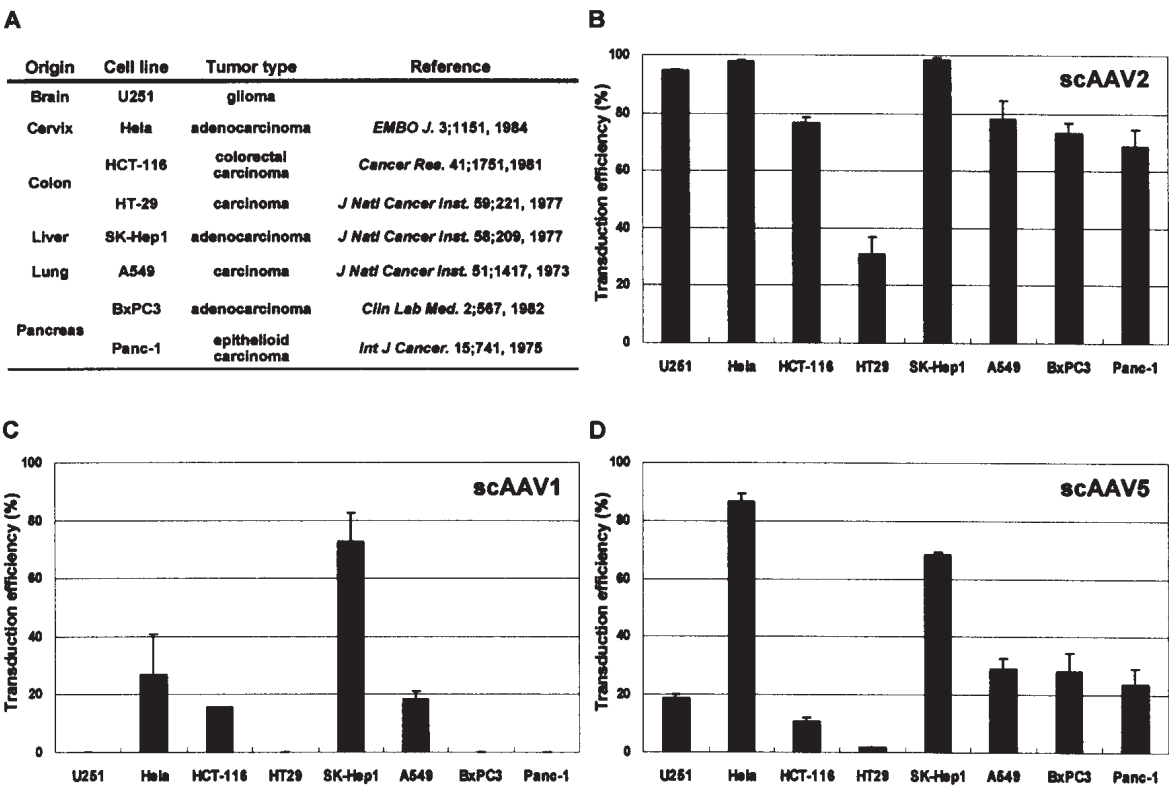 A
Origin Cell line Tumor type Reference
Brain U251 glioma
Cervix Hela adenocarcinoma EMBO J. 3;1151, 1984
Colon
HCT-116 colorectal carcinoma Cancer Res. 41;1751,1981
HT-29 carcinoma J Natl Cancer Inst. 59;221, 1977
Liver SK-Hep1 adenocarcinoma J Natl Cancer Inst. 58;209, 1977
Lung A549 carcinoma J Natl Cancer Inst. 51;1417, 1973
Pancreas
BxPC3 adenocarcinoma Clin Lab Med. 2;567, 1982
Panc-1 epithelioid carcinoma Int J Cancer. 15;741, 1975
B
scAAV2
Transduction efficiency (%)
100
80
60
40
20
0
U251 Hela HCT-116 HT29 SK-Hep1 A549 BxPC3 Panc-1
C
scAAV1
Transduction efficiency (%)
100
80
60
40
20
0
U251 Hela HCT-116 HT29 SK-Hep1 A549 BxPC3 Panc-1
D
scAAV5
Transduction efficiency (%)
100
80
60
40
20
0
U251 Hela HCT-116 HT29 SK-Hep1 A549 BxPC3 Panc-1